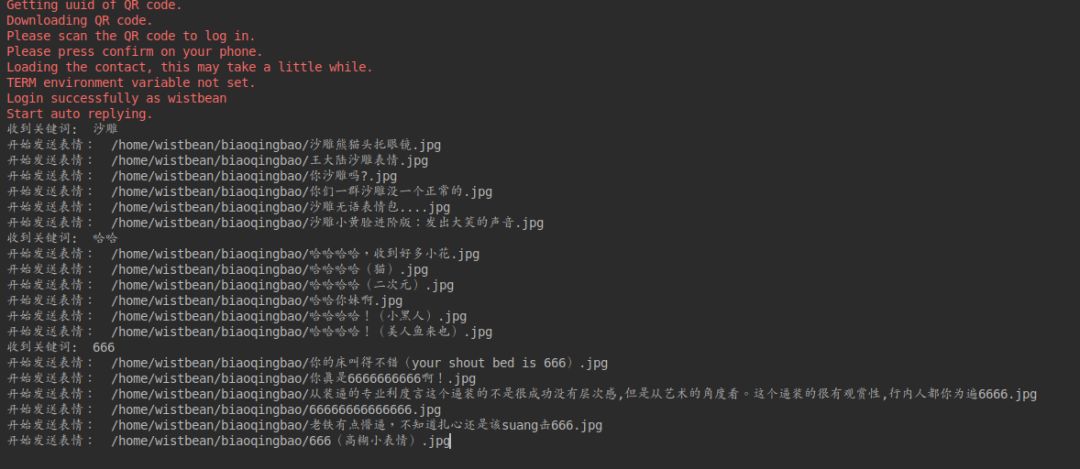 Getting uuid of QR code.
Downloading QR code.
Please scan the QR code to log in.
Please press confirm on your phone.
Loading the contact, this may take a little while.
TERM environment variable not set.
Login successfully as wistbean
Start auto replying.
收到关键词: 沙雕
开始发送表情: /home/wistbean/biaoqingbao/沙雕熊猫头托眼镜.jpg
开始发送表情: /home/wistbean/biaoqingbao/王大陆沙雕表情.jpg
开始发送表情: /home/wistbean/biaoqingbao/你沙雕吗?.jpg
开始发送表情: /home/wistbean/biaoqingbao/你们一群沙雕没一个正常的.jpg
开始发送表情: /home/wistbean/biaoqingbao/沙雕无语表情包....jpg
开始发送表情: /home/wistbean/biaoqingbao/沙雕小黄脸进阶版：发出大笑的声音.jpg
收到关键词: 哈哈
开始发送表情: /home/wistbean/biaoqingbao/哈哈哈哈，收到好多小花.jpg
开始发送表情: /home/wistbean/biaoqingbao/哈哈哈哈（猫）.jpg
开始发送表情: /home/wistbean/biaoqingbao/哈哈哈哈（二次元）.jpg
开始发送表情: /home/wistbean/biaoqingbao/哈哈你妹啊.jpg
开始发送表情: /home/wistbean/biaoqingbao/哈哈哈哈！（小黑人）.jpg
开始发送表情: /home/wistbean/biaoqingbao/哈哈哈哈！（美人鱼来也）.jpg
收到关键词: 666
开始发送表情: /home/wistbean/biaoqingbao/你的床叫得不错（your shout bed is 666）.jpg
开始发送表情: /home/wistbean/biaoqingbao/你真是6666666666啊！.jpg
开始发送表情: /home/wistbean/biaoqingbao/从装逼的专业利度言这个逼装的不是很成功没有层次感,但是从艺术的角度看。这个逼装的很有观赏性,行内人都你为遍6666.jpg
开始发送表情: /home/wistbean/biaoqingbao/66666666666666.jpg
开始发送表情: /home/wistbean/biaoqingbao/老铁有点懵逼，不知道扎心还是该suang击666.jpg
开始发送表情: /home/wistbean/biaoqingbao/666（高糊小表情）.jpg